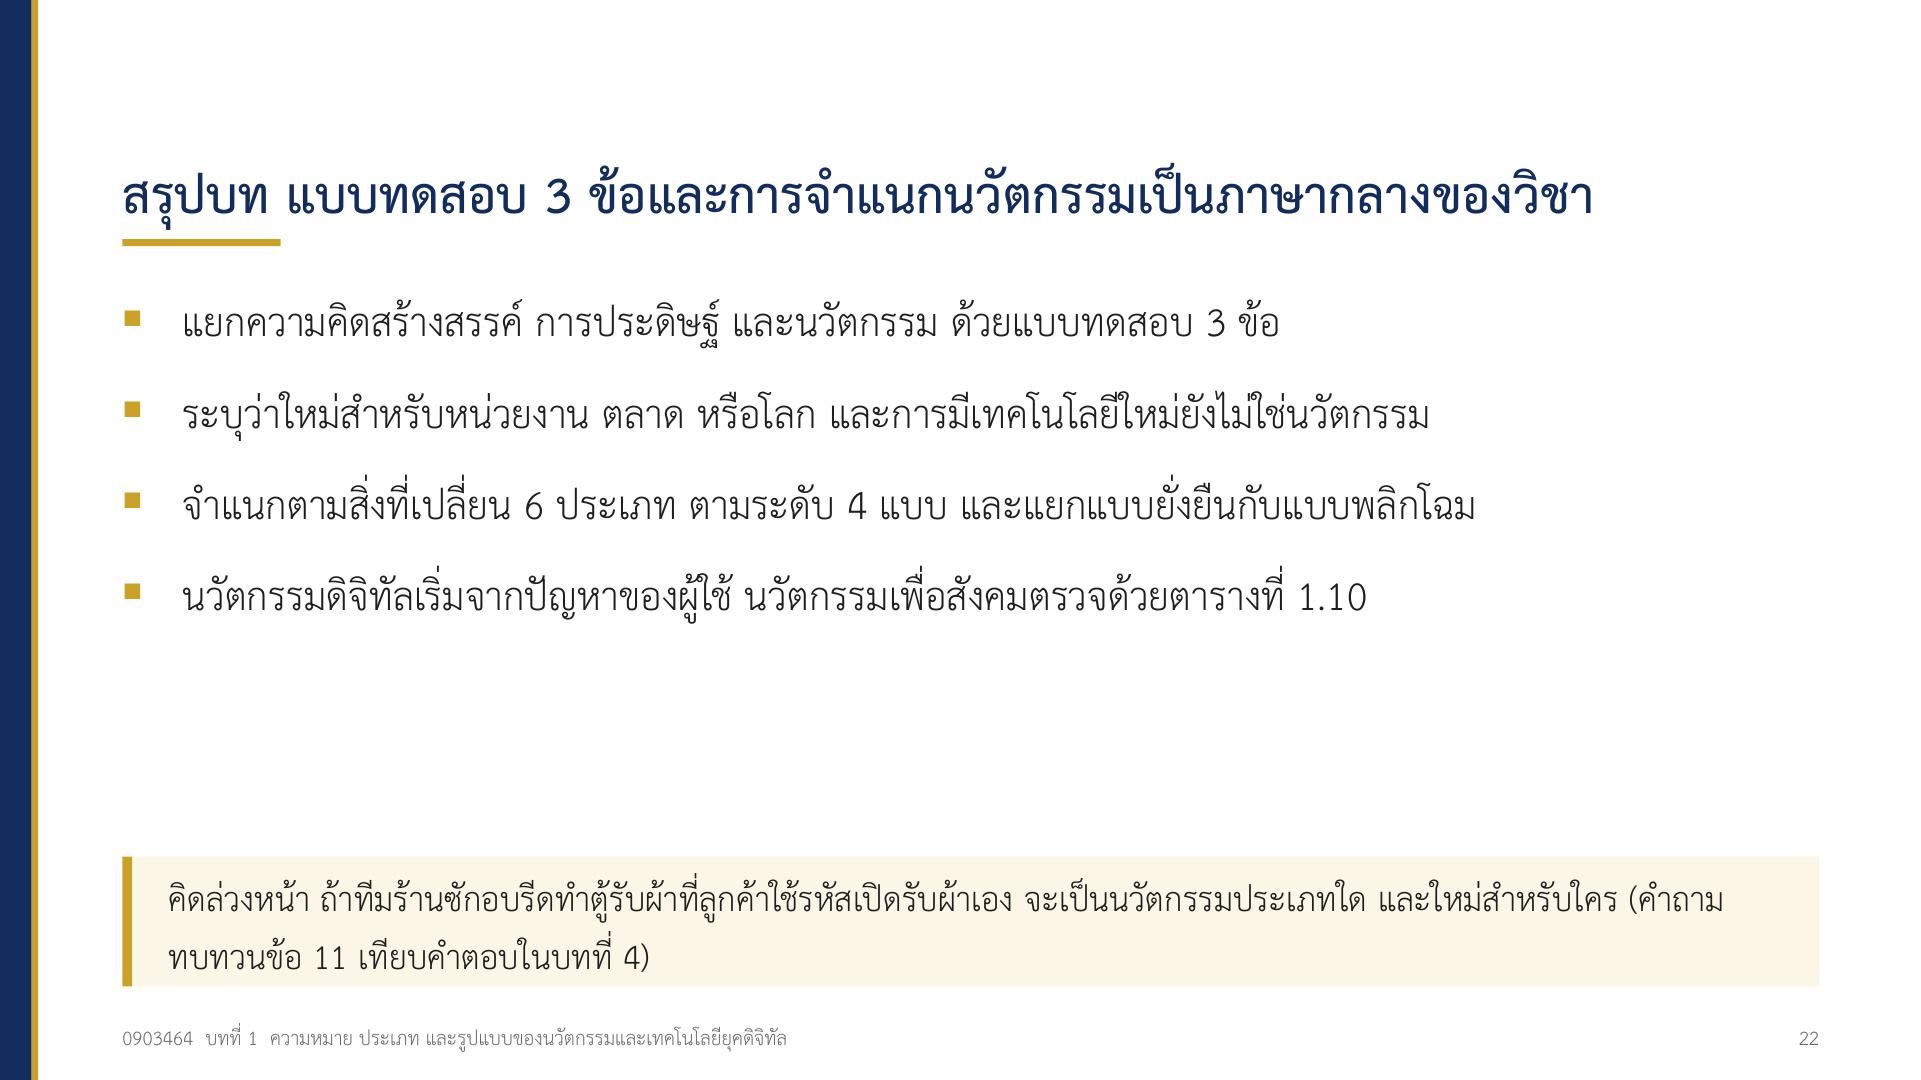 สรุปบท แบบทดสอบ 3 ข้อและการจำแนกนวัตกรรมเป็นภาษากลางของวิชา
แยกความคิดสร้างสรรค์ การประดิษฐ์ และนวัตกรรม ด้วยแบบทดสอบ 3 ข้อ
ระบุว่าใหม่สำหรับหน่วยงาน ตลาด หรือโลก และการมีเทคโนโลยีใหม่ยังไม่ใช่นวัตกรรม
จำแนกตามสิ่งที่เปลี่ยน 6 ประเภท ตามระดับ 4 แบบ และแยกแบบยั่งยืนกับแบบพลิกโฉม
นวัตกรรมดิจิทัลเริ่มจากปัญหาของผู้ใช้ นวัตกรรมเพื่อสังคมตรวจด้วยตารางที่ 1.10
คิดล่วงหน้า ถ้าทีมร้านซักอบรีดทำตู้รับผ้าที่ลูกค้าใช้รหัสเปิดรับผ้าเอง จะเป็นนวัตกรรมประเภทใด และใหม่สำหรับใคร (คำถาม
ทบทวนข้อ 11 เทียบคำตอบในบทที่ 4)
0903464 บทที่ 1 ความหมาย ประเภท และรูปแบบของนวัตกรรมและเทคโนโลยียุคดิจิทัล
22